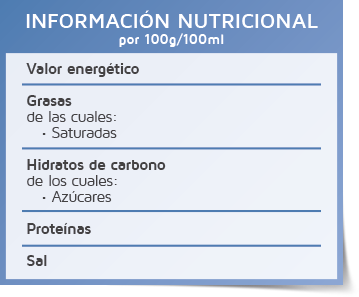 INFORMACIÓN NUTRICIONAL
por 100g/100ml
Valor energético
Grasas
de las cuales:
• Saturadas
Hidratos de carbono
de los cuales:
• Azúcares
Proteínas
Sal